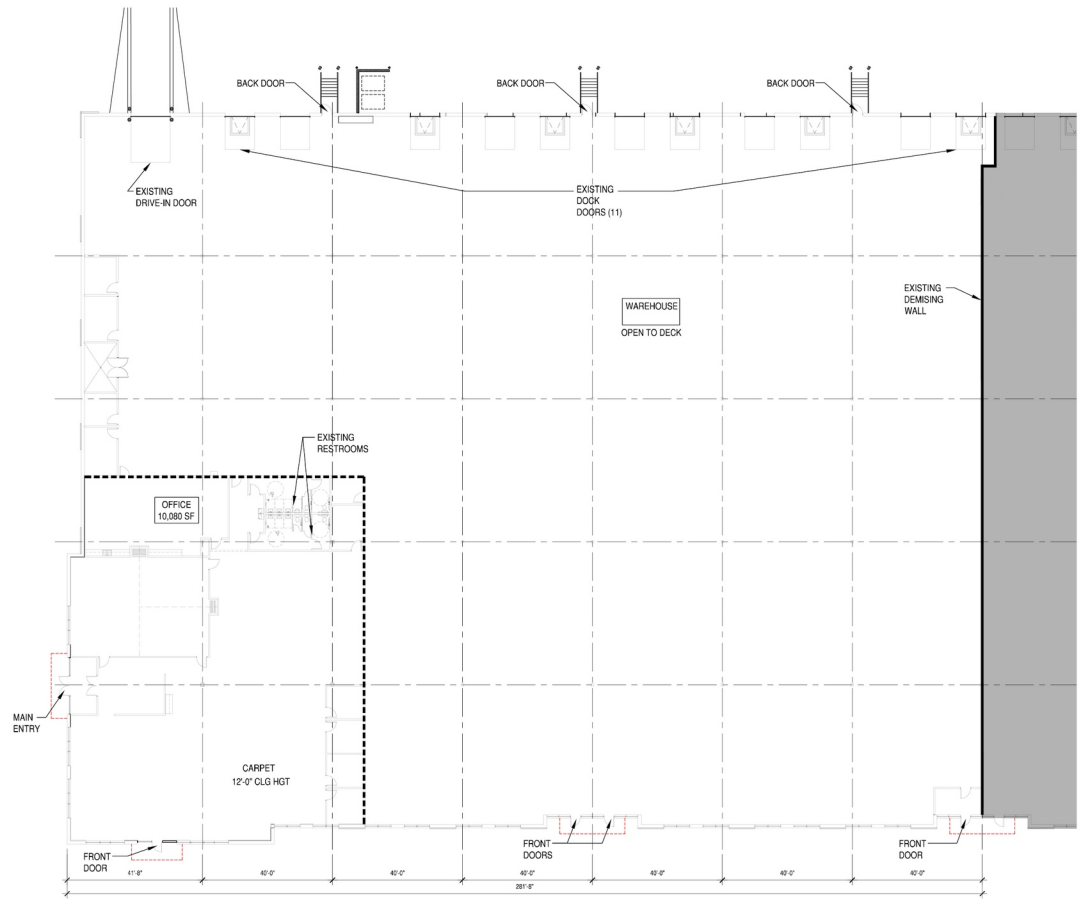 BACK DOOR
BACK DOOR
BACK DOOR
EXISTING
DRIVE-IN DOOR
EXISTING
DOCK
DOORS (11)
EXISTING
DEMISING
WALL
WAREHOUSE
OPEN TO DECK
EXISTING
RESTROOMS
OFFICE
10,080 SF
MAIN
ENTRY
CARPET
12'-0" CLG HGT
FRONT
DOOR
FRONT
DOORS
FRONT
DOOR
41'-8"
40'-0"
40'-0"
40'-0"
40'-0"
40'-0"
40'-0"
281'-8"